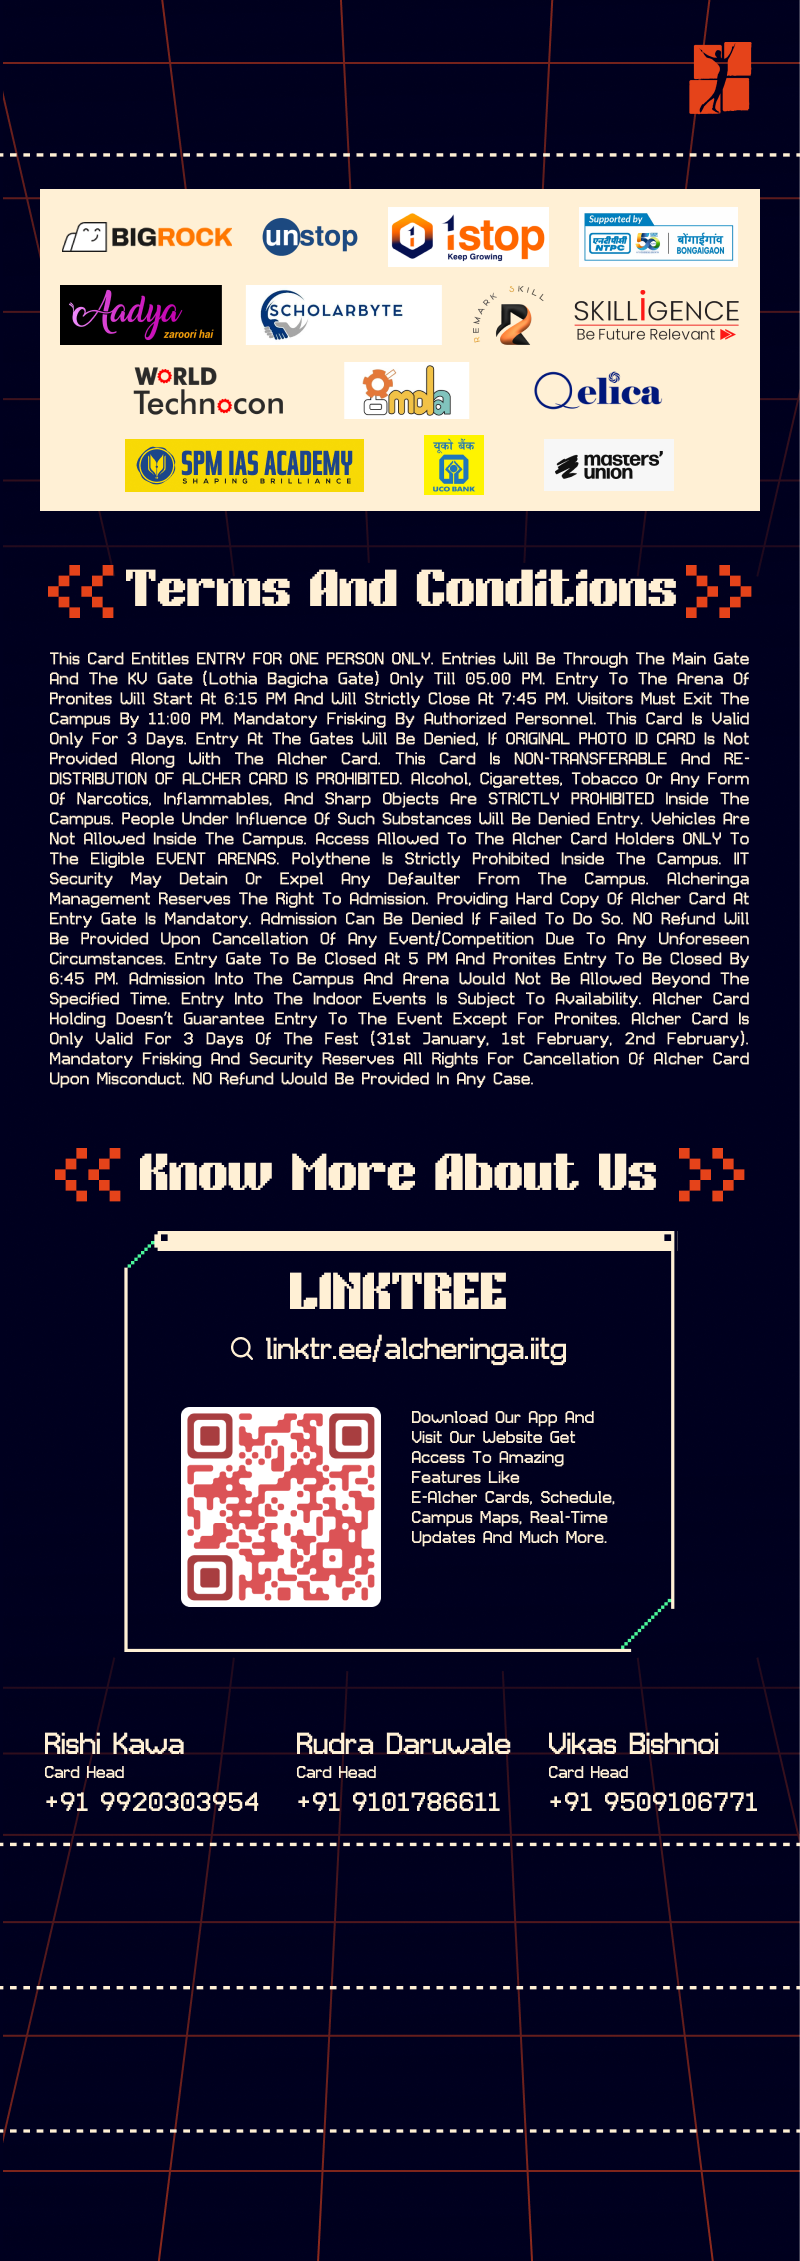 BIGROCK
unstop
1stop
Keep Growing
Supported by
एनटीपीसी
NTPC
बोंगाईगांव
BONGAIGAON
Aadya
zaroori hai
SCHOLARBYTE
REMARK SKILL
SKILLIGENCE
Be Future Relevant
WORLD
Technocon
omda
Qelica
SPM IAS ACADEMY
SHAPING BRILLIANCE
यूको बैंक
UCO BANK
masters'
union
Terms And Conditions
This Card Entitles ENTRY FOR ONE PERSON ONLY. Entries Will Be Through The Main Gate
And The KV Gate (Lothia Bagicha Gate) Only Till 05.00 PM. Entry To The Arena Of
Pronites Will Start At 6:15 PM And Will Strictly Close At 7:45 PM. Visitors Must Exit The
Campus By 11:00 PM. Mandatory Frisking By Authorized Personnel. This Card Is Valid
Only For 3 Days. Entry At The Gates Will Be Denied, If ORIGINAL PHOTO ID CARD Is Not
Provided Along With The Alcher Card. This Card Is NON-TRANSFERABLE And RE-
DISTRIBUTION OF ALCHER CARD IS PROHIBITED. Alcohol, Cigarettes, Tobacco Or Any Form
Of Narcotics, Inflammables, And Sharp Objects Are STRICTLY PROHIBITED Inside The
Campus. People Under Influence Of Such Substances Will Be Denied Entry. Vehicles Are
Not Allowed Inside The Campus. Access Allowed To The Alcher Card Holders ONLY To
The Eligible EVENT ARENAS. Polythene Is Strictly Prohibited Inside The Campus. IIT
Security May Detain Or Expel Any Defaulter From The Campus. Alcheringa
Management Reserves The Right To Admission. Providing Hard Copy Of Alcher Card At
Entry Gate Is Mandatory. Admission Can Be Denied If Failed To Do So. NO Refund Will
Be Provided Upon Cancellation Of Any Event/Competition Due To Any Unforeseen
Circumstances. Entry Gate To Be Closed At 5 PM And Pronites Entry To Be Closed By
6:45 PM. Admission Into The Campus And Arena Would Not Be Allowed Beyond The
Specified Time. Entry Into The Indoor Events Is Subject To Availability. Alcher Card
Holding Doesn't Guarantee Entry To The Event Except For Pronites. Alcher Card Is
Only Valid For 3 Days Of The Fest (31st January, 1st February, 2nd February).
Mandatory Frisking And Security Reserves All Rights For Cancellation Of Alcher Card
Upon Misconduct. NO Refund Would Be Provided In Any Case.
Know More About Us
LINKTREE
linktr.ee/alcheringa.iitg
Download Our App And
Visit Our Website Get
Access To Amazing
Features Like
E-Alcher Cards, Schedule,
Campus Maps, Real-Time
Updates And Much More.
Rishi Kawa
Card Head
+91 9920303954
Rudra Daruwale
Card Head
+91 9101786611
Vikas Bishnoi
Card Head
+91 9509106771